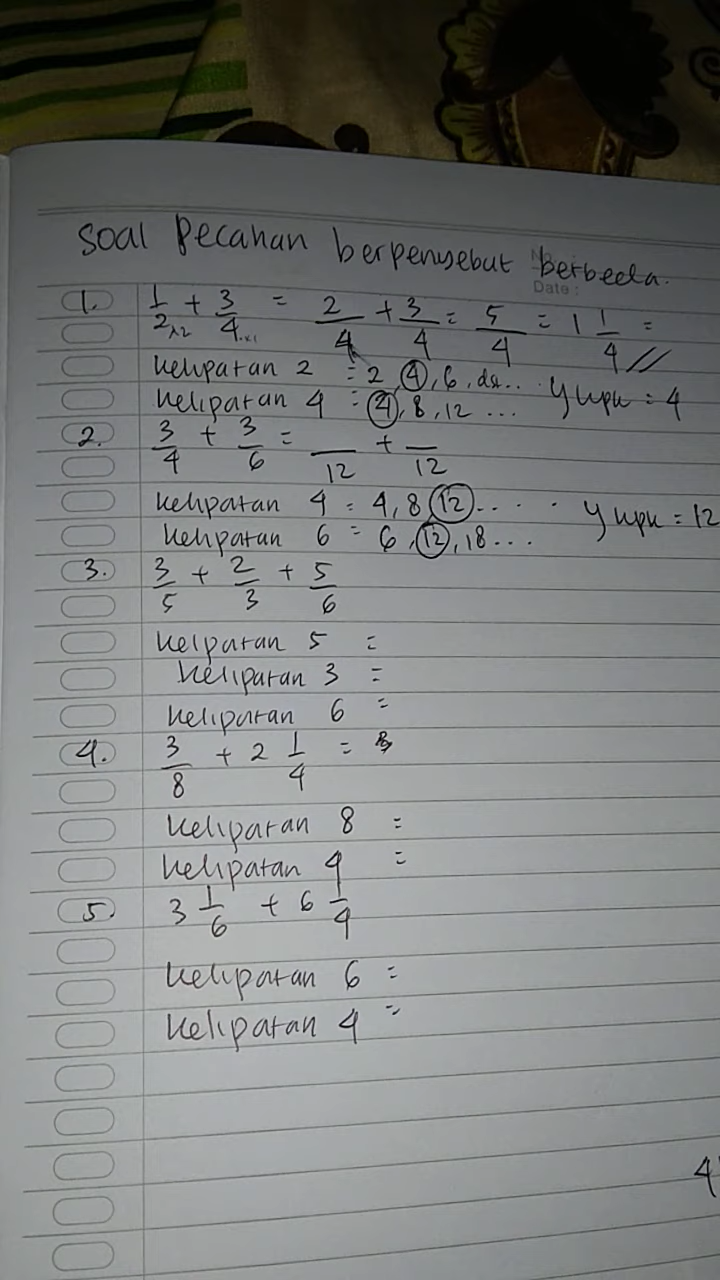 soal pecahan berpenyebut berbeda.
Date :
1. 1/2 x2 + 3/4 x1 = 2/4 + 3/4 = 5/4 = 1 1/4 = //
Kelipatan 2 = 2, 4, 6, ds...
Kelipatan 4 = 4, 8, 12 ... y kpk = 4
2. 3/4 + 3/6 = __/12 + __/12
Kelipatan 4 = 4, 8 12 .....
Kelipatan 6 = 6, 12, 18 ... y kpk = 12
3. 3/5 + 2/3 + 5/6
Kelpatan 5 =
Kelipatan 3 =
Kelipatan 6 =
4. 3/8 + 2 1/4 =
Kelipatan 8 =
Kelipatan 4 =
5. 3 1/6 + 6 1/4
Kelipatan 6 =
Kelipatan 4 =
4